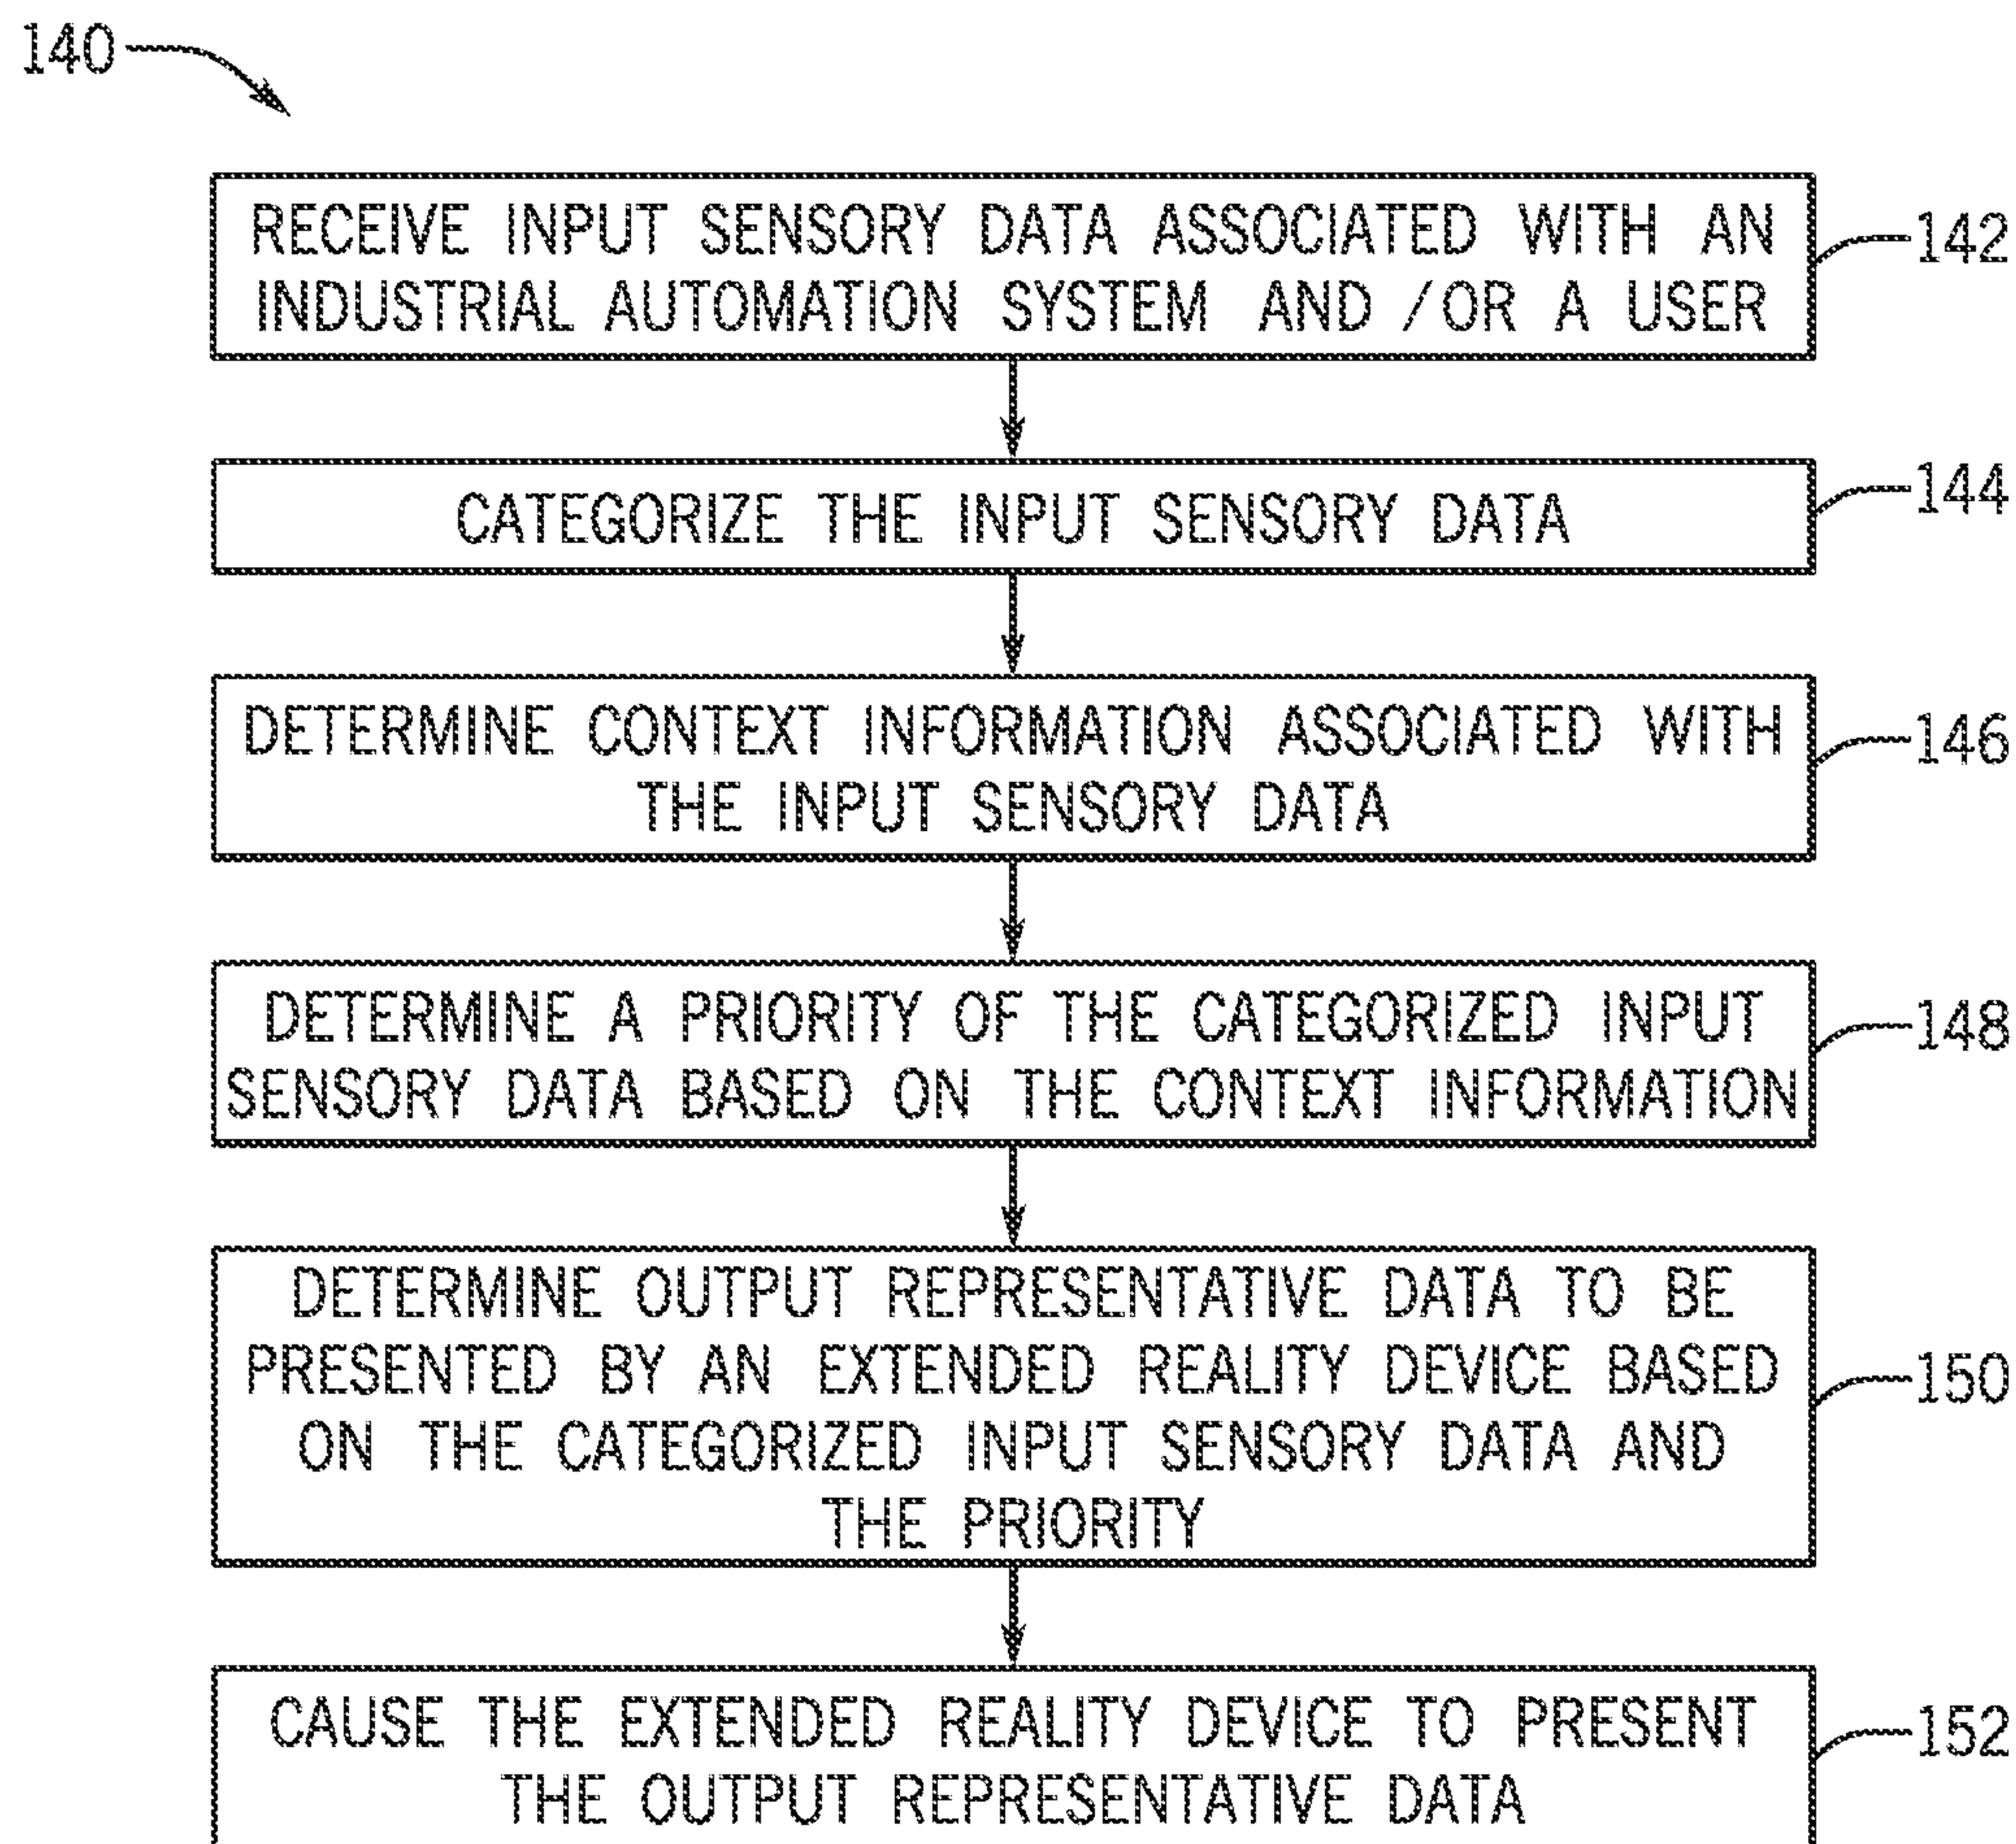 140
RECEIVE INPUT SENSORY DATA ASSOCIATED WITH AN
INDUSTRIAL AUTOMATION SYSTEM AND /OR A USER
142
CATEGORIZE THE INPUT SENSORY DATA
144
DETERMINE CONTEXT INFORMATION ASSOCIATED WITH
THE INPUT SENSORY DATA
146
DETERMINE A PRIORITY OF THE CATEGORIZED INPUT
SENSORY DATA BASED ON THE CONTEXT INFORMATION
148
DETERMINE OUTPUT REPRESENTATIVE DATA TO BE
PRESENTED BY AN EXTENDED REALITY DEVICE BASED
ON THE CATEGORIZED INPUT SENSORY DATA AND
THE PRIORITY
150
CAUSE THE EXTENDED REALITY DEVICE TO PRESENT
THE OUTPUT REPRESENTATIVE DATA
152